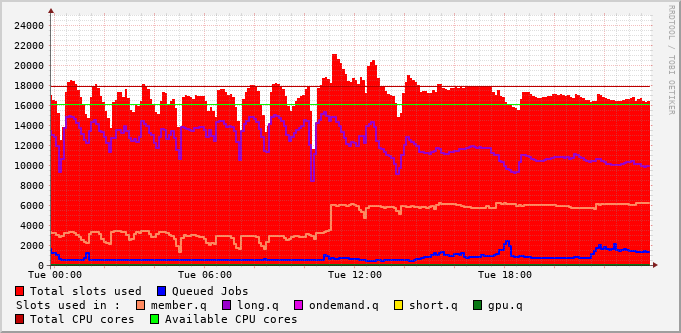 24000
22000
20000
18000
16000
14000
12000
10000
8000
6000
4000
2000
0
Tue 00:00 Tue 06:00 Tue 12:00 Tue 18:00
Total slots used Queued Jobs
Slots used in : member.q long.q ondemand.q short.q gpu.q
Total CPU cores Available CPU cores
RRDTOOL / TOBI OETIKER